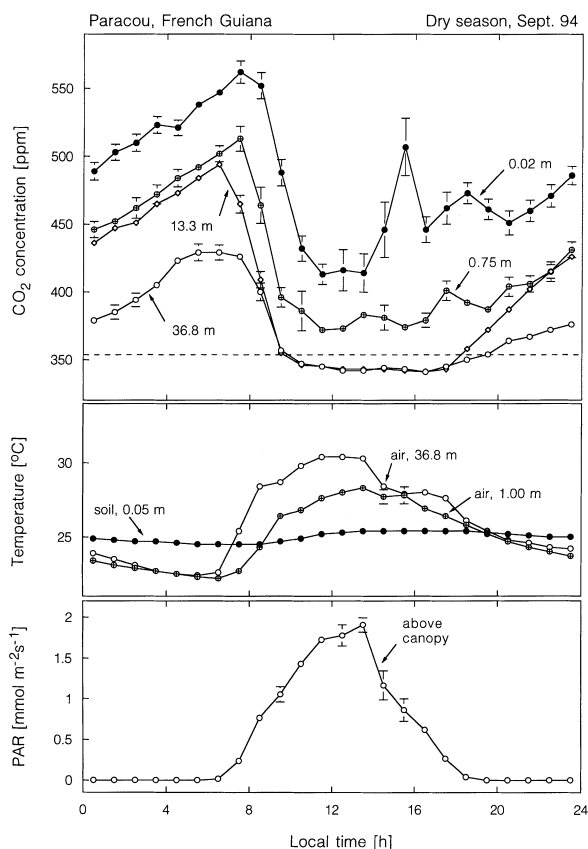 Paracou, French Guiana
Dry season, Sept. 94
CO2 concentration [ppm]
550
500
450
400
350
0.02 m
13.3 m
0.75 m
36.8 m
Temperature [ºC]
30
25
air, 36.8 m
air, 1.00 m
soil, 0.05 m
PAR [mmol m-2s-1]
2
1.5
1
0.5
0
above
canopy
0
4
8
12
16
20
24
Local time [h]